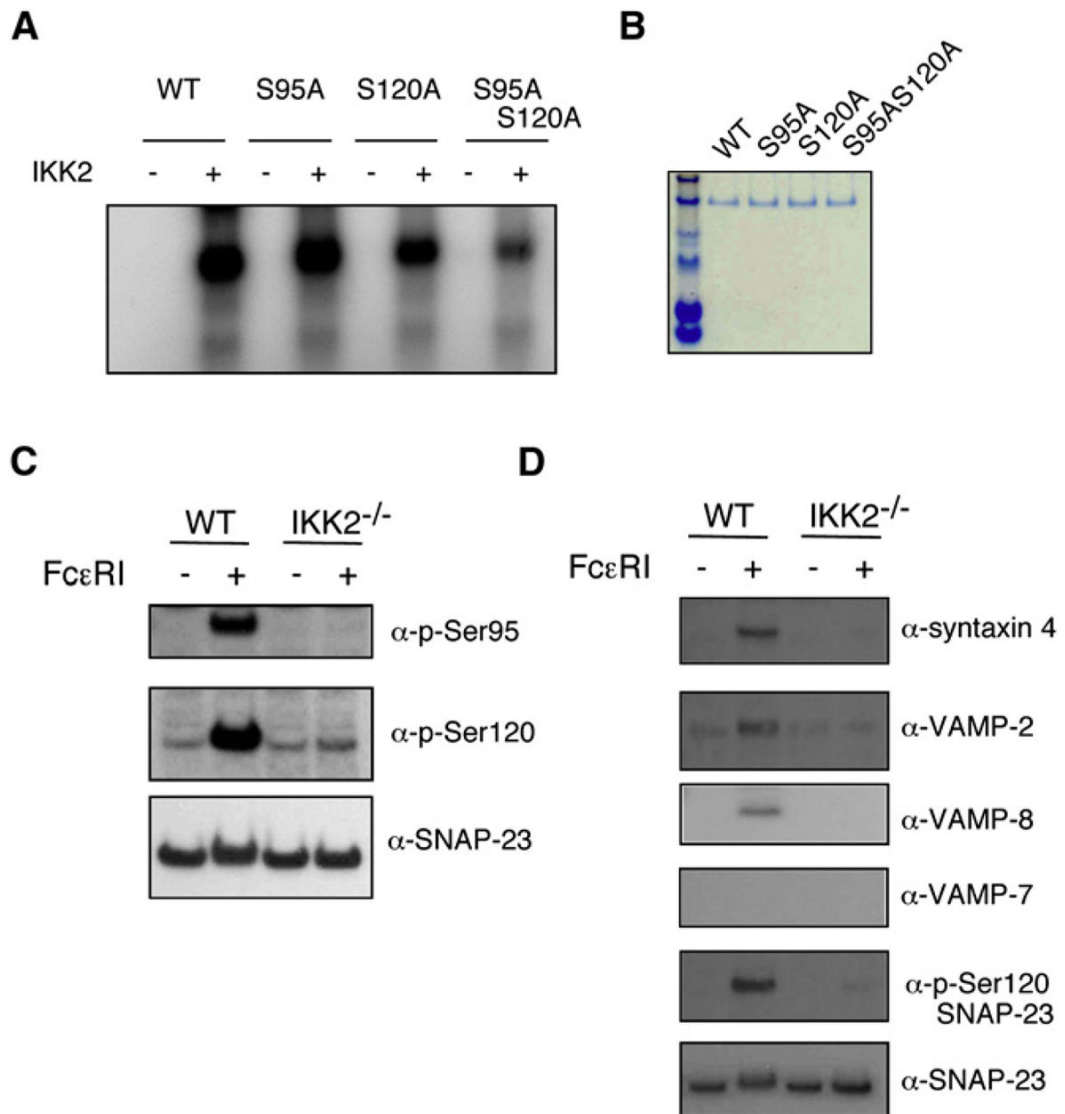 A
WT S95A S120A S95A
S120A
IKK2 - + - + - + - +
B
WT S95A S120A S95AS120A
C
WT IKK2-/-
FcεRI - + - +
α-p-Ser95
α-p-Ser120
α-SNAP-23
D
WT IKK2-/-
FcεRI - + - +
α-syntaxin 4
α-VAMP-2
α-VAMP-8
α-VAMP-7
α-p-Ser120
SNAP-23
α-SNAP-23